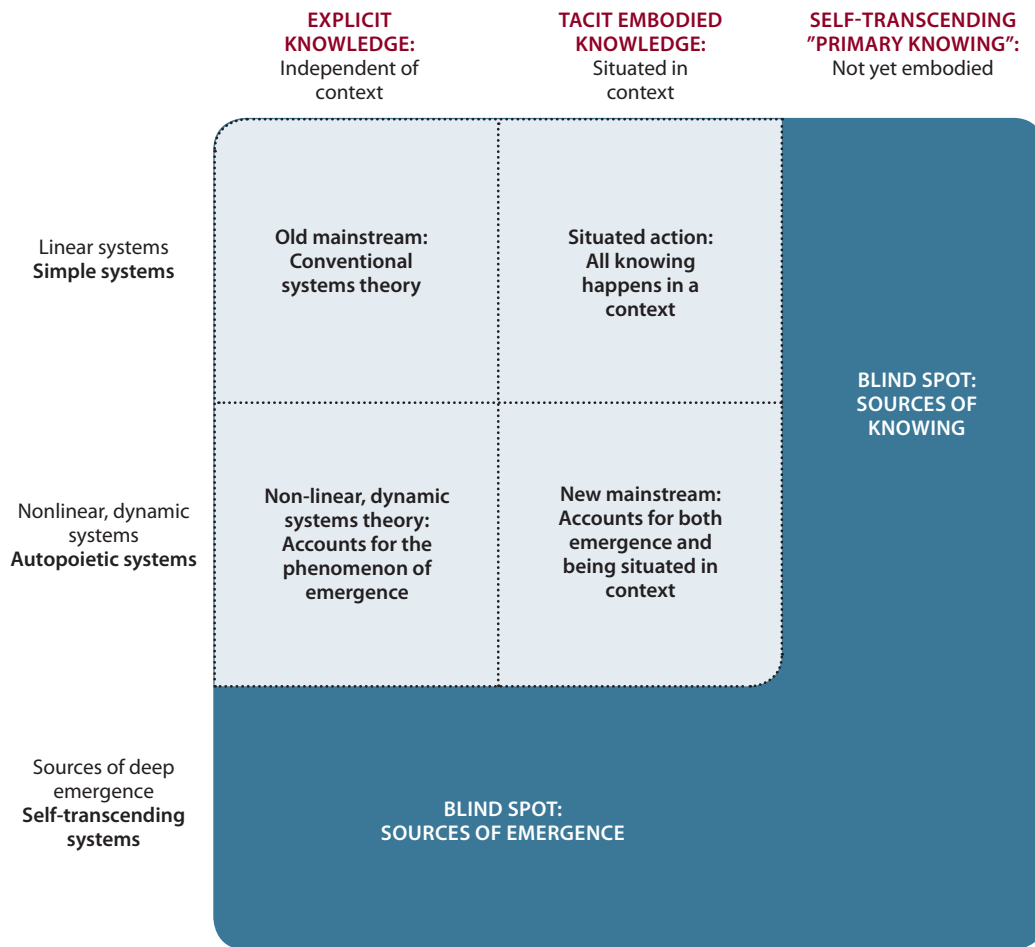 EXPLICIT
KNOWLEDGE:
Independent of
context
TACIT EMBODIED
KNOWLEDGE:
Situated in
context
SELF-TRANSCENDING
”PRIMARY KNOWING”:
Not yet embodied
Linear systems
Simple systems
Old mainstream:
Conventional
systems theory
Situated action:
All knowing
happens in a
context
BLIND SPOT:
SOURCES OF
KNOWING
Nonlinear, dynamic
systems
Autopoietic systems
Non-linear, dynamic
systems theory:
Accounts for the
phenomenon of
emergence
New mainstream:
Accounts for both
emergence and
being situated in
context
Sources of deep
emergence
Self-transcending
systems
BLIND SPOT:
SOURCES OF EMERGENCE